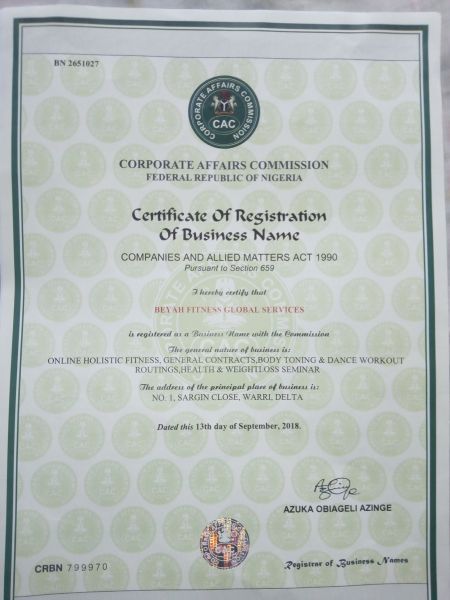 BN 2651027
CORPORATE AFFAIRS COMMISSION
CAC
CORPORATE AFFAIRS COMMISSION
FEDERAL REPUBLIC OF NIGERIA
Certificate Of Registration
Of Business Name
COMPANIES AND ALLIED MATTERS ACT 1990
Pursuant to Section 659
I hereby certify that
BEYAH FITNESS GLOBAL SERVICES
is registered as a Business Name with the Commission
The general nature of business is:
ONLINE HOLISTIC FITNESS, GENERAL CONTRACTS,BODY TONING & DANCE WORKOUT
ROUTINGS,HEALTH & WEIGHTLOSS SEMINAR
The address of the principal place of business is:
NO. 1, SARGIN CLOSE, WARRI, DELTA
Dated this 13th day of September, 2018.
AZUKA OBIAGELI AZINGE
CRBN 799970
Registrar of Business Names